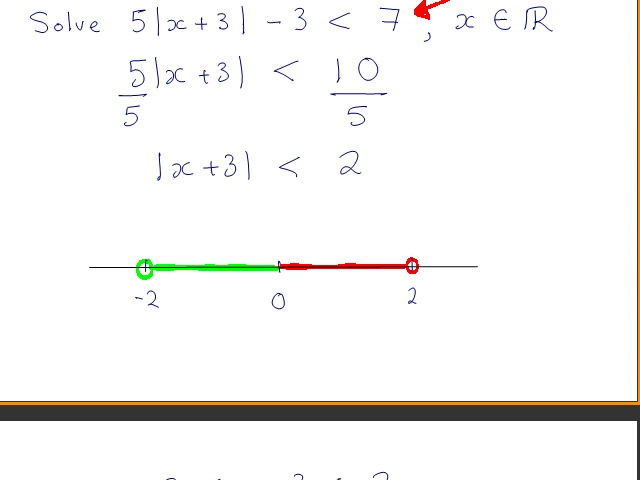 Solve 5|x+3| - 3 < 7, x ∈ ℝ
5|x+3| < 10
5 5
|x+3| < 2
-2 0 2